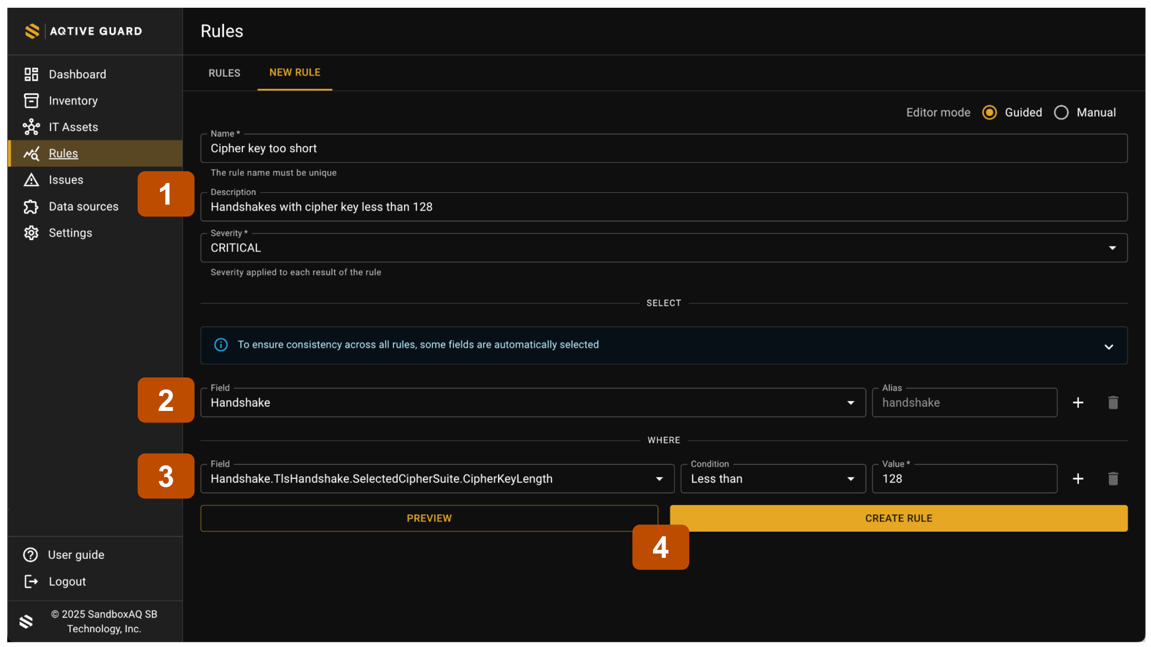 AQTIVE GUARD
Rules
Dashboard
Inventory
IT Assets
Rules
Issues
Data sources
Settings
RULES
NEW RULE
Editor mode
Guided
Manual
1
Name *
Cipher key too short
The rule name must be unique
Description
Handshakes with cipher key less than 128
Severity *
CRITICAL
Severity applied to each result of the rule
SELECT
To ensure consistency across all rules, some fields are automatically selected
2
Field
Handshake
Alias
handshake
WHERE
3
Field
Handshake.TlsHandshake.SelectedCipherSuite.CipherKeyLength
Condition
Less than
Value *
128
PREVIEW
CREATE RULE
4
User guide
Logout
© 2025 SandboxAQ SB
Technology, Inc.